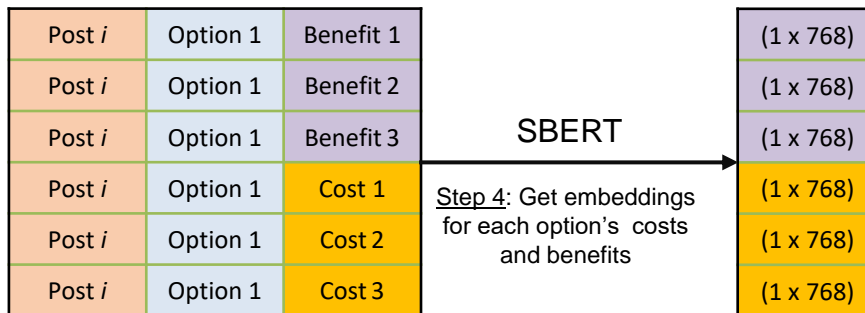 Post i Option 1 Benefit 1 (1 x 768)
Post i Option 1 Benefit 2 (1 x 768)
Post i Option 1 Benefit 3 (1 x 768)
SBERT
Post i Option 1 Cost 1 (1 x 768)
Step 4: Get embeddings
for each option's costs
and benefits
Post i Option 1 Cost 2 (1 x 768)
Post i Option 1 Cost 3 (1 x 768)